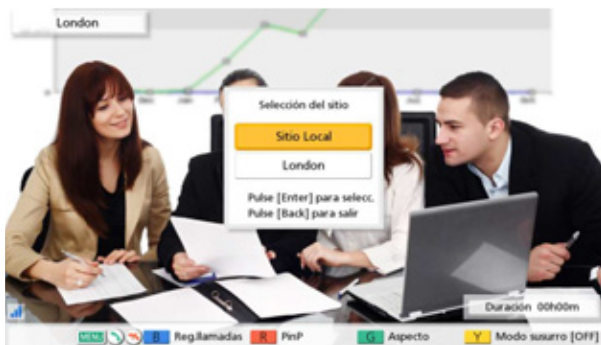 London
Selección del sitio
Sitio Local
London
Pulse [Enter] para selecc.
Pulse [Back] para salir
Duración 00h00m
MENU B Reg.llamadas R PinP G Aspecto Y Modo susurro [OFF]